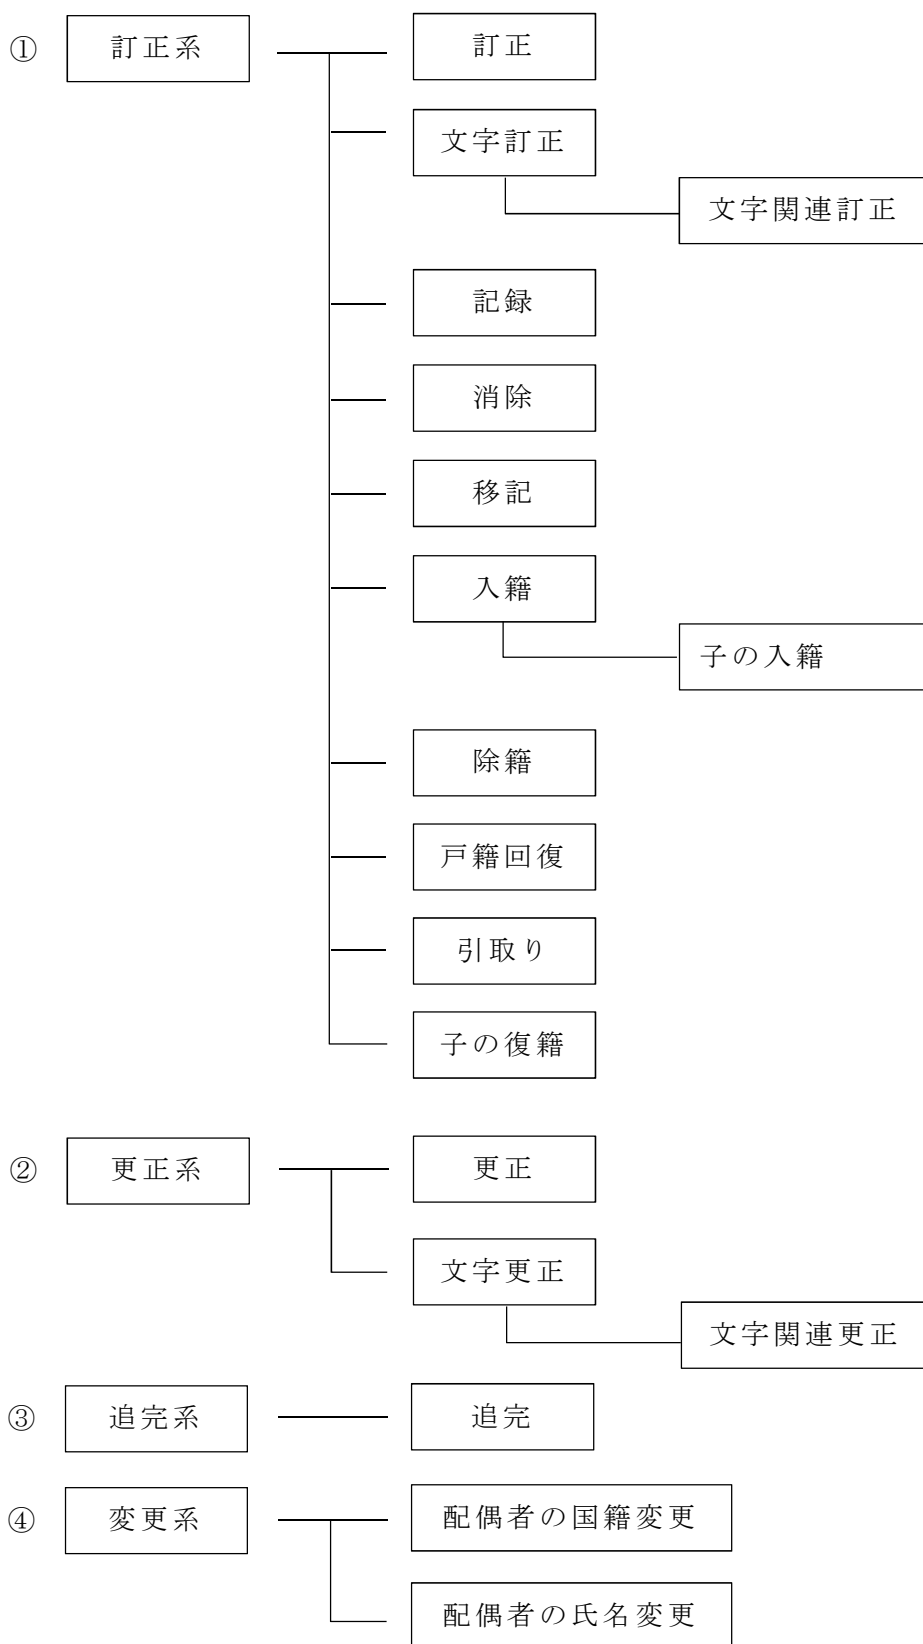 ① 訂正系 訂正
文字訂正
文字関連訂正
記録
消除
移記
入籍
子の入籍
除籍
戸籍回復
引取り
子の復籍
② 更正系 更正
文字更正
文字関連更正
③ 追完系 追完
④ 変更系 配偶者の国籍変更
配偶者の氏名変更